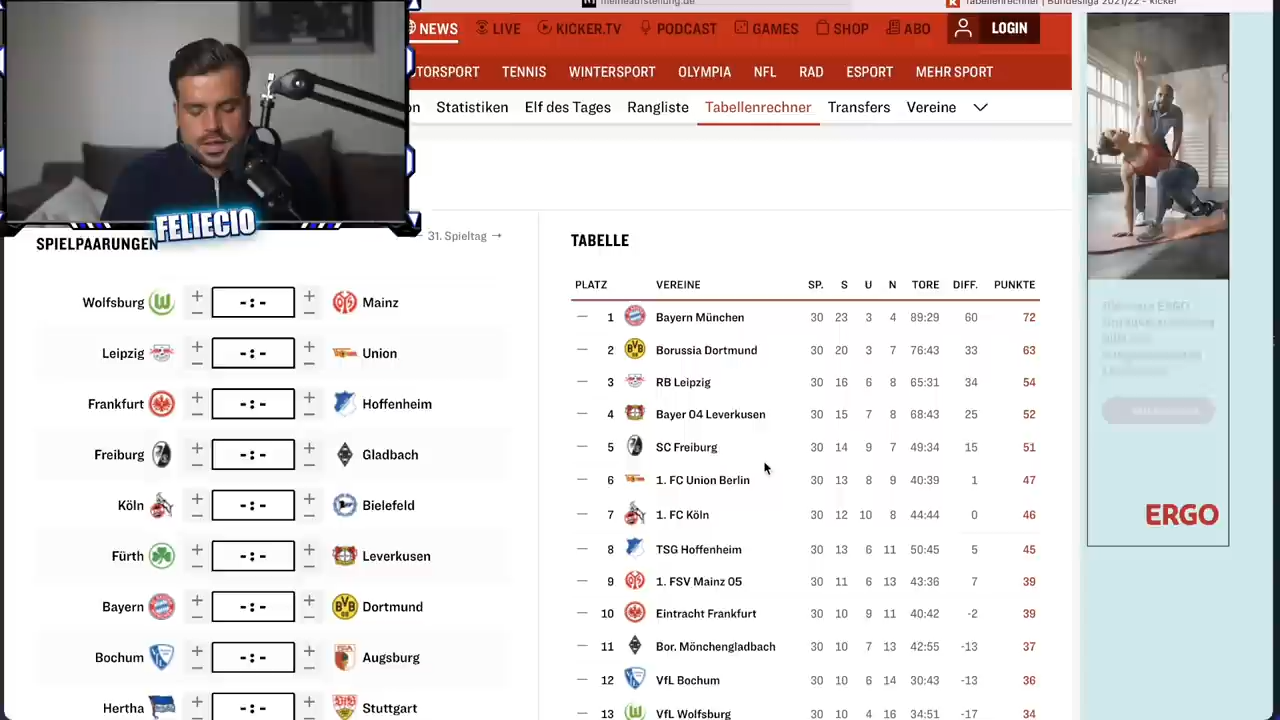 meineaufstellung.de
Tabellenrechner | Bundesliga 2021/22 - kicker
NEWS
LIVE
KICKER.TV
PODCAST
GAMES
SHOP
ABO
LOGIN
OTORSPORT
TENNIS
WINTERSPORT
OLYMPIA
NFL
RAD
ESPORT
MEHR SPORT
on
Statistiken
Elf des Tages
Rangliste
Tabellenrechner
Transfers
Vereine
FELIECIO
SPIELPAARUNGEN
31. Spieltag →
Wolfsburg + − -:- + − Mainz
Leipzig + − -:- + − Union
Frankfurt + − -:- + − Hoffenheim
Freiburg + − -:- + − Gladbach
Köln + − -:- + − Bielefeld
Fürth + − -:- + − Leverkusen
Bayern + − -:- + − Dortmund
Bochum + − -:- + − Augsburg
Hertha + − -:- + − Stuttgart
TABELLE
PLATZ VEREINE SP. S U N TORE DIFF. PUNKTE
— 1 Bayern München 30 23 3 4 89:29 60 72
— 2 Borussia Dortmund 30 20 3 7 76:43 33 63
— 3 RB Leipzig 30 16 6 8 65:31 34 54
— 4 Bayer 04 Leverkusen 30 15 7 8 68:43 25 52
— 5 SC Freiburg 30 14 9 7 49:34 15 51
— 6 1. FC Union Berlin 30 13 8 9 40:39 1 47
— 7 1. FC Köln 30 12 10 8 44:44 0 46
— 8 TSG Hoffenheim 30 13 6 11 50:45 5 45
— 9 1. FSV Mainz 05 30 11 6 13 43:36 7 39
— 10 Eintracht Frankfurt 30 10 9 11 40:42 -2 39
— 11 Bor. Mönchengladbach 30 10 7 13 42:55 -13 37
— 12 VfL Bochum 30 10 6 14 30:43 -13 36
— 13 VfL Wolfsburg 30 10 4 16 34:51 -17 34
ERGO